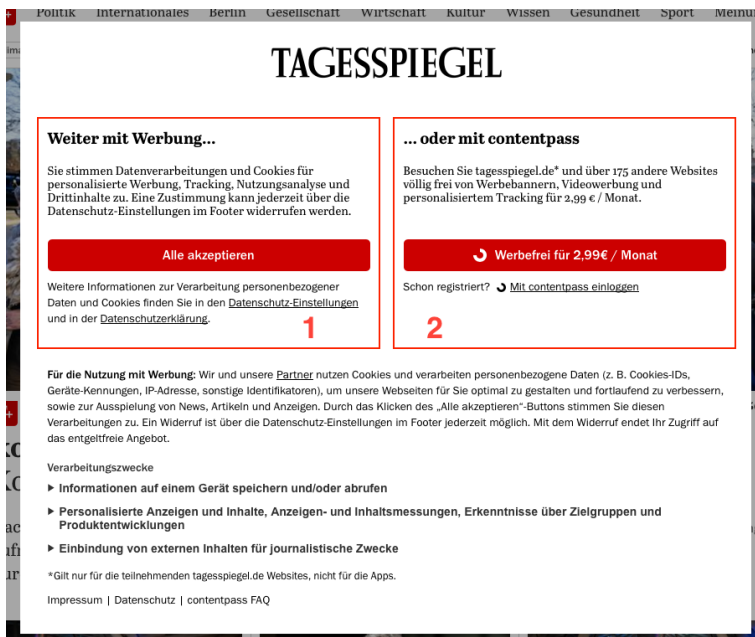 Politik Internationales Berlin Gesellschaft Wirtschaft Kultur Wissen Gesundheit Sport
TAGESSPIEGEL
Weiter mit Werbung...
Sie stimmen Datenverarbeitungen und Cookies für
personalisierte Werbung, Tracking, Nutzungsanalyse und
Drittinhalte zu. Eine Zustimmung kann jederzeit über die
Datenschutz-Einstellungen im Footer widerrufen werden.
Alle akzeptieren
Weitere Informationen zur Verarbeitung personenbezogener
Daten und Cookies finden Sie in den Datenschutz-Einstellungen
und in der Datenschutzerklärung.
1
... oder mit contentpass
Besuchen Sie tagesspiegel.de* und über 175 andere Websites
völlig frei von Werbebannern, Videowerbung und
personalisiertem Tracking für 2,99 € / Monat.
Werbefrei für 2,99€ / Monat
Schon registriert? Mit contentpass einloggen
2
Für die Nutzung mit Werbung: Wir und unsere Partner nutzen Cookies und verarbeiten personenbezogene Daten (z. B. Cookies-IDs,
Geräte-Kennungen, IP-Adresse, sonstige Identifikatoren), um unsere Webseiten für Sie optimal zu gestalten und fortlaufend zu verbessern,
sowie zur Ausspielung von News, Artikeln und Anzeigen. Durch das Klicken des „Alle akzeptieren“-Buttons stimmen Sie diesen
Verarbeitungen zu. Ein Widerruf ist über die Datenschutz-Einstellungen im Footer jederzeit möglich. Mit dem Widerruf endet Ihr Zugriff auf
das entgeltfreie Angebot.
Verarbeitungszwecke
Informationen auf einem Gerät speichern und/oder abrufen
Personalisierte Anzeigen und Inhalte, Anzeigen- und Inhaltsmessungen, Erkenntnisse über Zielgruppen und
Produktentwicklungen
Einbindung von externen Inhalten für journalistische Zwecke
*Gilt nur für die teilnehmenden tagesspiegel.de Websites, nicht für die Apps.
Impressum | Datenschutz | contentpass FAQ